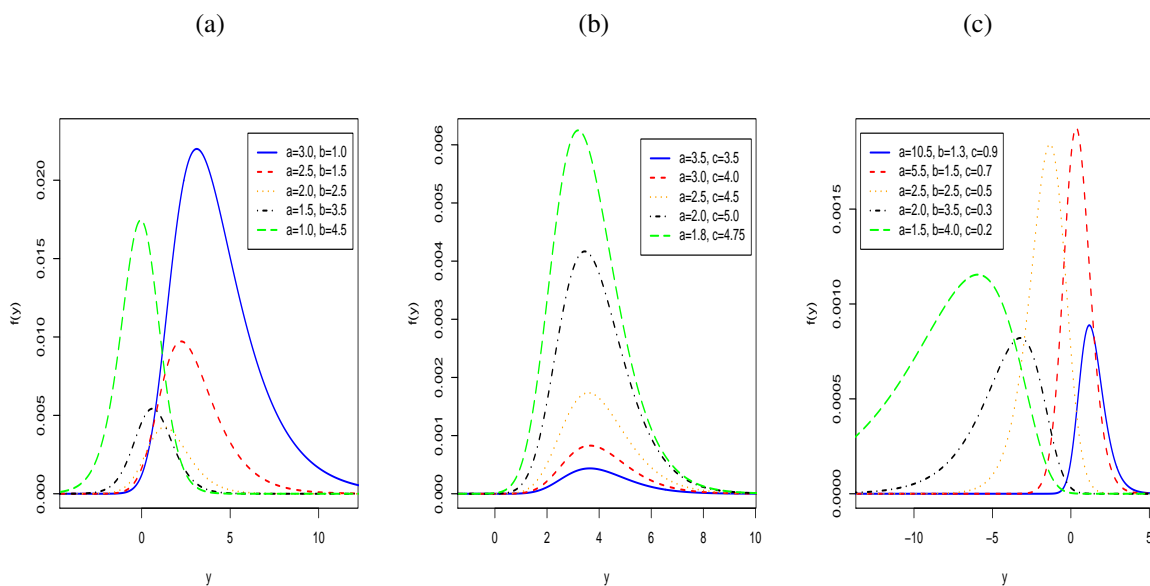 (a)
0.000 0.005 0.010 0.015 0.020
f(y)
a=3.0, b=1.0
a=2.5, b=1.5
a=2.0, b=2.5
a=1.5, b=3.5
a=1.0, b=4.5
0 5 10
y
(b)
0.000 0.001 0.002 0.003 0.004 0.005 0.006
f(y)
a=3.5, c=3.5
a=3.0, c=4.0
a=2.5, c=4.5
a=2.0, c=5.0
a=1.8, c=4.75
0 2 4 6 8 10
y
(c)
0.0000 0.0005 0.0010 0.0015
f(y)
a=10.5, b=1.3, c=0.9
a=5.5, b=1.5, c=0.7
a=2.5, b=2.5, c=0.5
a=2.0, b=3.5, c=0.3
a=1.5, b=4.0, c=0.2
−10 −5 0 5
y